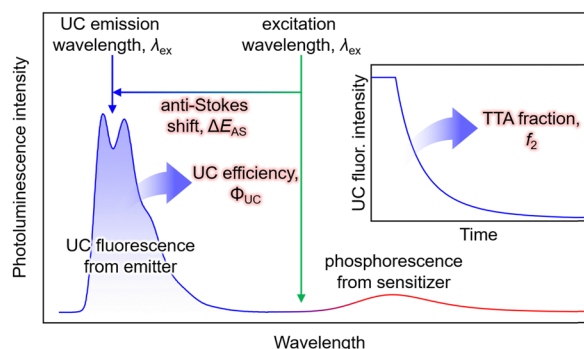 UC emission
wavelength, λex
excitation
wavelength, λex
anti-Stokes
shift, ΔEAS
UC efficiency,
ΦUC
UC fluorescence
from emitter
phosphorescence
from sensitizer
TTA fraction,
f2
UC fluor. intensity
Time
Photoluminescence intensity
Wavelength